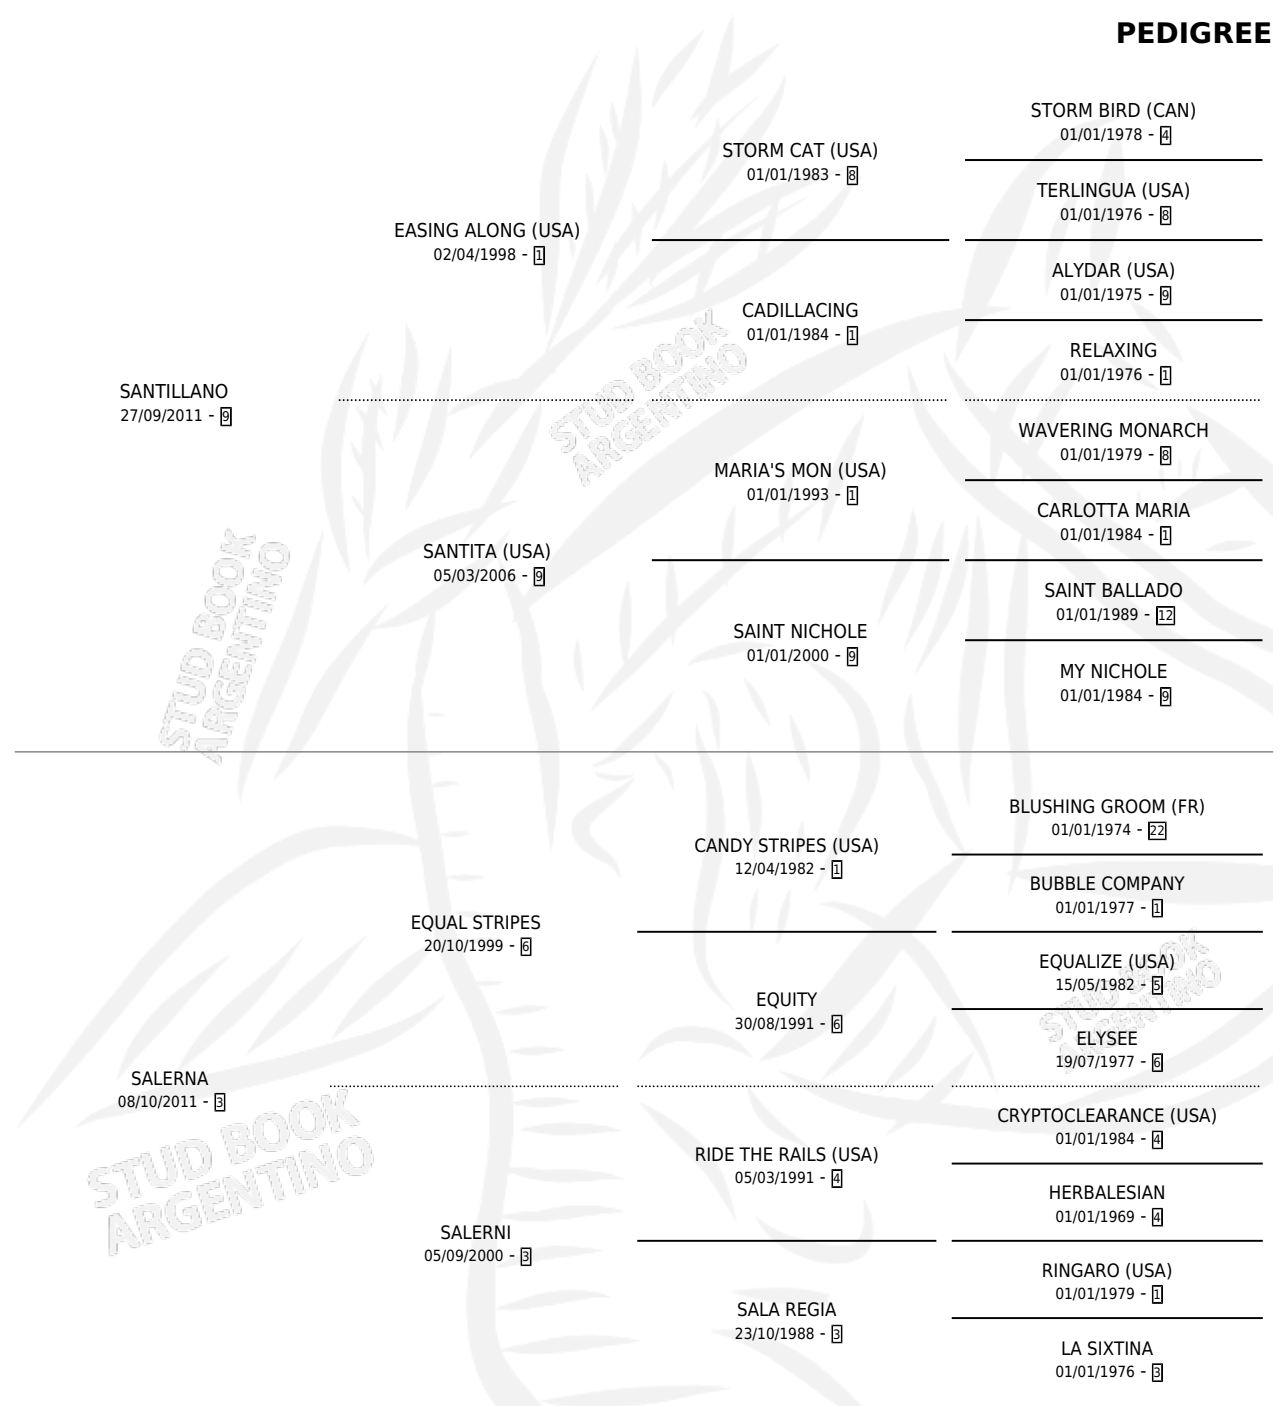 PEDIGREE
STORM BIRD (CAN)
01/01/1978 - 4
STORM CAT (USA)
01/01/1983 - 8
TERLINGUA (USA)
01/01/1976 - 8
EASING ALONG (USA)
02/04/1998 - 1
ALYDAR (USA)
01/01/1975 - 9
CADILLACING
01/01/1984 - 1
RELAXING
01/01/1976 - 1
SANTILLANO
27/09/2011 - 9
WAVERING MONARCH
01/01/1979 - 8
MARIA'S MON (USA)
01/01/1993 - 1
CARLOTTA MARIA
01/01/1984 - 1
SANTITA (USA)
05/03/2006 - 9
SAINT BALLADO
01/01/1989 - 12
SAINT NICHOLE
01/01/2000 - 9
MY NICHOLE
01/01/1984 - 9
BLUSHING GROOM (FR)
01/01/1974 - 22
CANDY STRIPES (USA)
12/04/1982 - 1
BUBBLE COMPANY
01/01/1977 - 1
EQUAL STRIPES
20/10/1999 - 6
EQUALIZE (USA)
15/05/1982 - 5
EQUITY
30/08/1991 - 6
ELYSEE
19/07/1977 - 6
SALERNA
08/10/2011 - 3
CRYPTOCLEARANCE (USA)
01/01/1984 - 4
RIDE THE RAILS (USA)
05/03/1991 - 4
HERBALESIAN
01/01/1969 - 4
SALERNI
05/09/2000 - 3
RINGARO (USA)
01/01/1979 - 1
SALA REGIA
23/10/1988 - 3
LA SIXTINA
01/01/1976 - 3
STUD BOOK
ARGENTINO
STUD BOOK
ARGENTINO
STUD BOOK
ARGENTINO
STUD BOOK
ARGENTINO